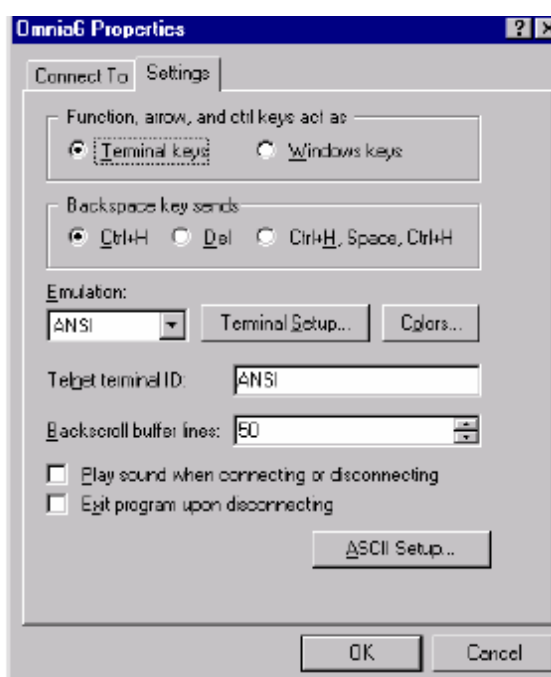 Omnia6 Properties ? X
Connect To Settings
Function, arrow, and ctrl keys act as
Terminal keys Windows keys
Backspace key sends
Ctrl+H Del Ctrl+H, Space, Ctrl+H
Emulation:
ANSI Terminal Setup... Colors...
Telnet terminal ID: ANSI
Backscroll buffer lines: 50
Play sound when connecting or disconnecting
Exit program upon disconnecting
ASCII Setup...
OK Cancel